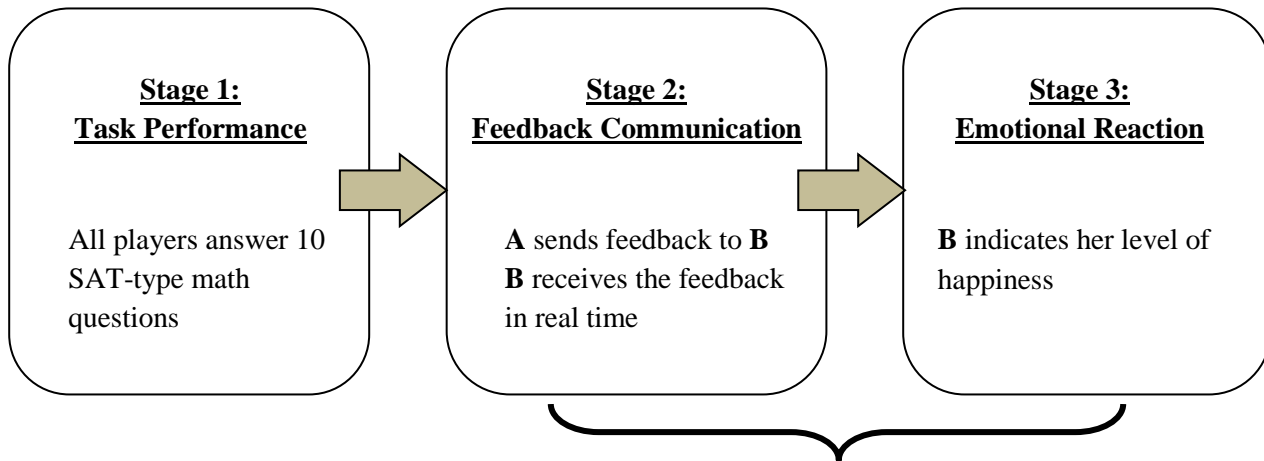 Stage 1:
Task Performance
All players answer 10
SAT-type math
questions
Stage 2:
Feedback Communication
A sends feedback to B
B receives the feedback
in real time
Stage 3:
Emotional Reaction
B indicates her level of
happiness